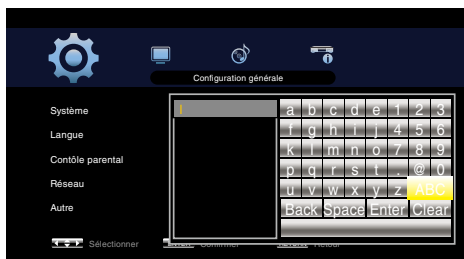 Configuration générale
Système
Langue
Contôle parental
Réseau
Autre
a b c d e 1 2 3
f g h i j 4 5 6
k l m n o 7 8 9
p q r s t . @ 0
u v w x y z ABC
Back Space Enter Clear
Sélectionner
Confirmer
Retour